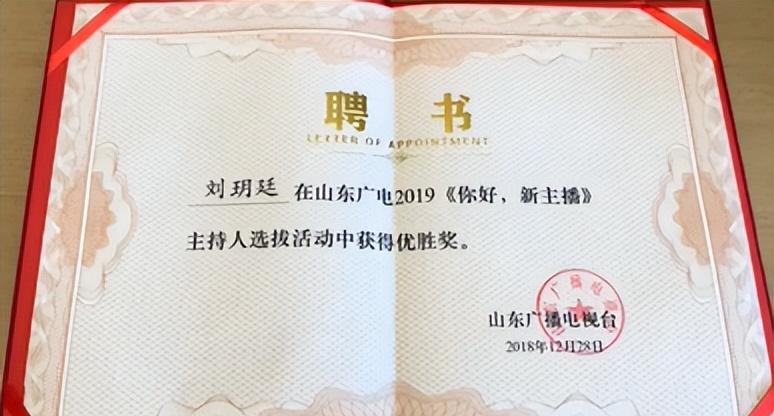 聘 书
LETTER OF APPOINTMENT
刘玥廷 在山东广电2019《你好，新主播》
主持人选拔活动中获得优胜奖。
山东广播电视台
2018年12月28日